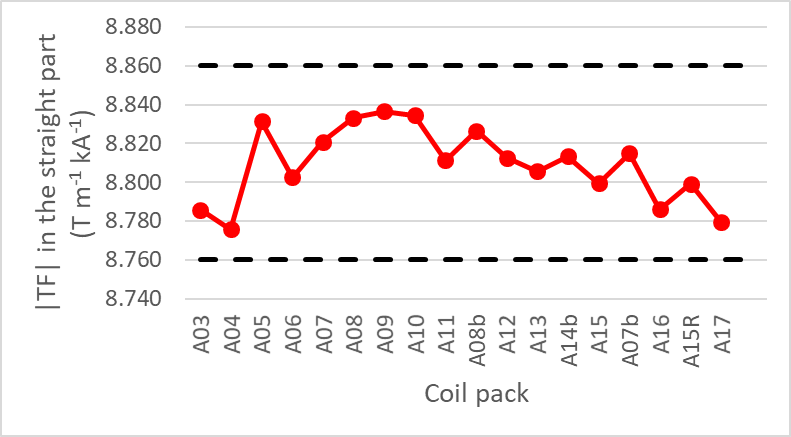 8.880
8.860
8.840
8.820
8.800
8.780
8.760
8.740
|TF| in the straight part
(T m⁻¹ kA⁻¹)
A03
A04
A05
A06
A07
A08
A09
A10
A11
A08b
A12
A13
A14b
A15
A07b
A16
A15R
A17
Coil pack